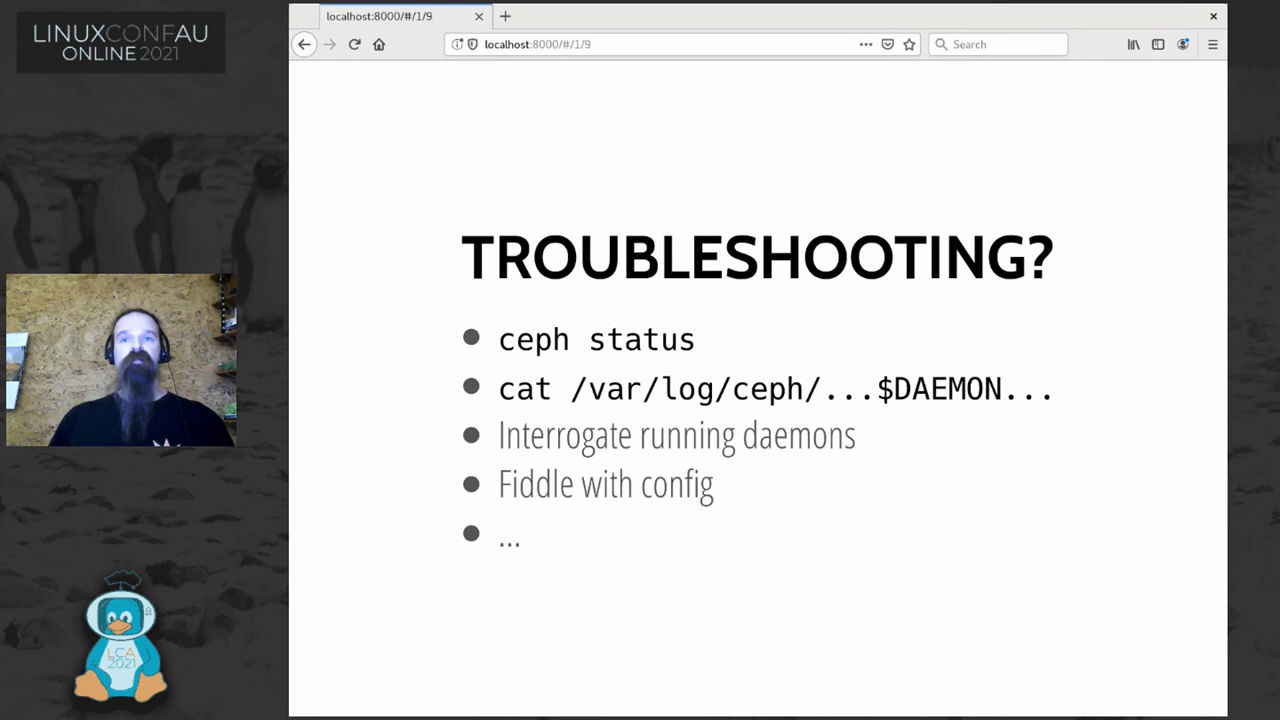 LINUXCONFAU
ONLINE 2021
localhost:8000/#/1/9
localhost:8000/#/1/9
Search
TROUBLESHOOTING?
ceph status
cat /var/log/ceph/...$DAEMON...
Interrogate running daemons
Fiddle with config
...
LCA
2021